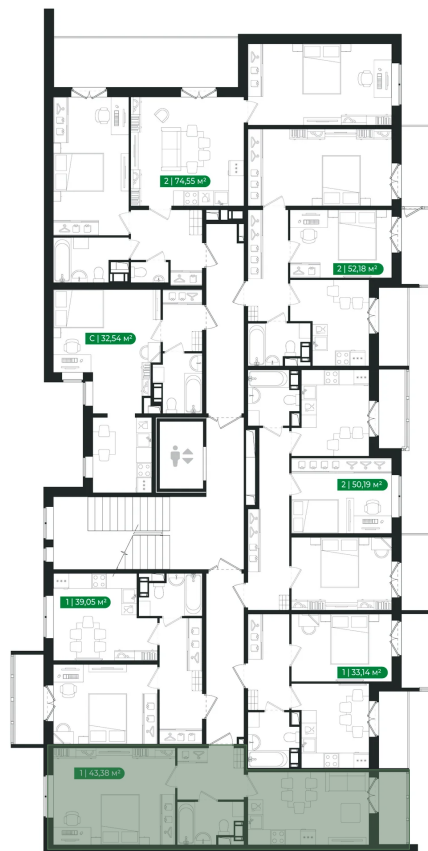 2 | 74,55 м²
2 | 52,18 м²
С | 32,54 м²
2 | 50,19 м²
1 | 39,05 м²
1 | 33,14 м²
1 | 43,38 м²